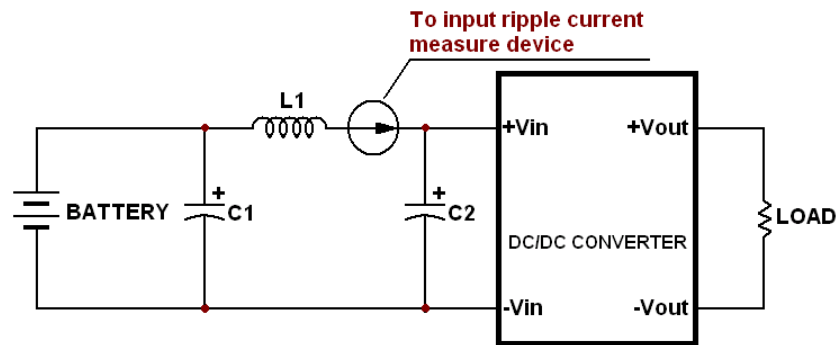 To input ripple current
measure device
L1
+Vin
+Vout
+
+
BATTERY
C1
C2
LOAD
DC/DC CONVERTER
-Vin
-Vout